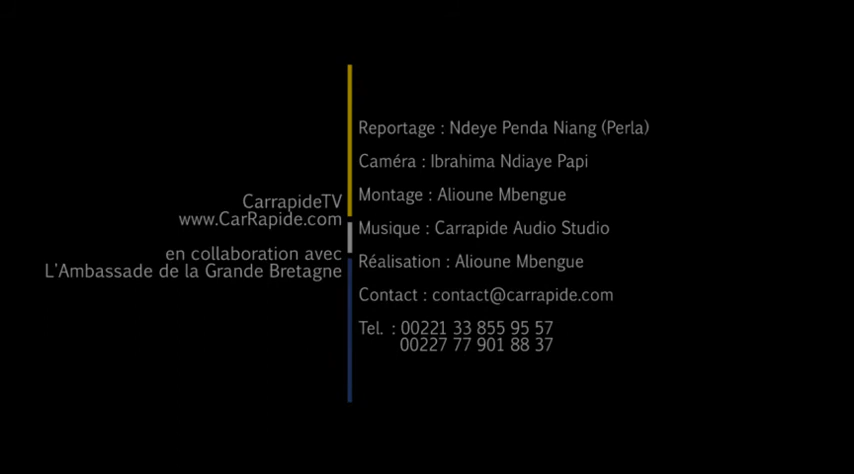 CarrapideTV
www.CarRapide.com
en collaboration avec
L'Ambassade de la Grande Bretagne
Reportage : Ndeye Penda Niang (Perla)
Caméra : Ibrahima Ndiaye Papi
Montage : Alioune Mbengue
Musique : Carrapide Audio Studio
Réalisation : Alioune Mbengue
Contact : contact@carrapide.com
Tel. : 00221 33 855 95 57
00227 77 901 88 37